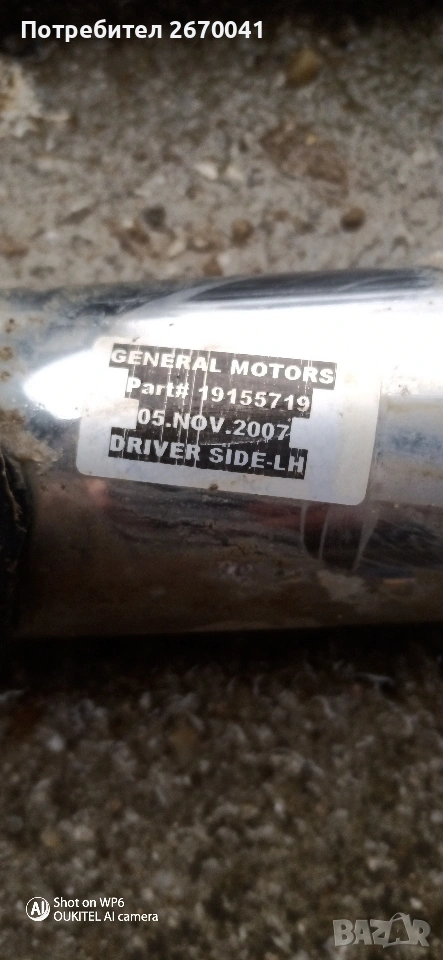 Потребител 2670041
GENERAL MOTORS
Part# 19155719
05.NOV.2007
DRIVER SIDE-LH
AI
Shot on WP6
OUKITEL AI camera
BAZAR